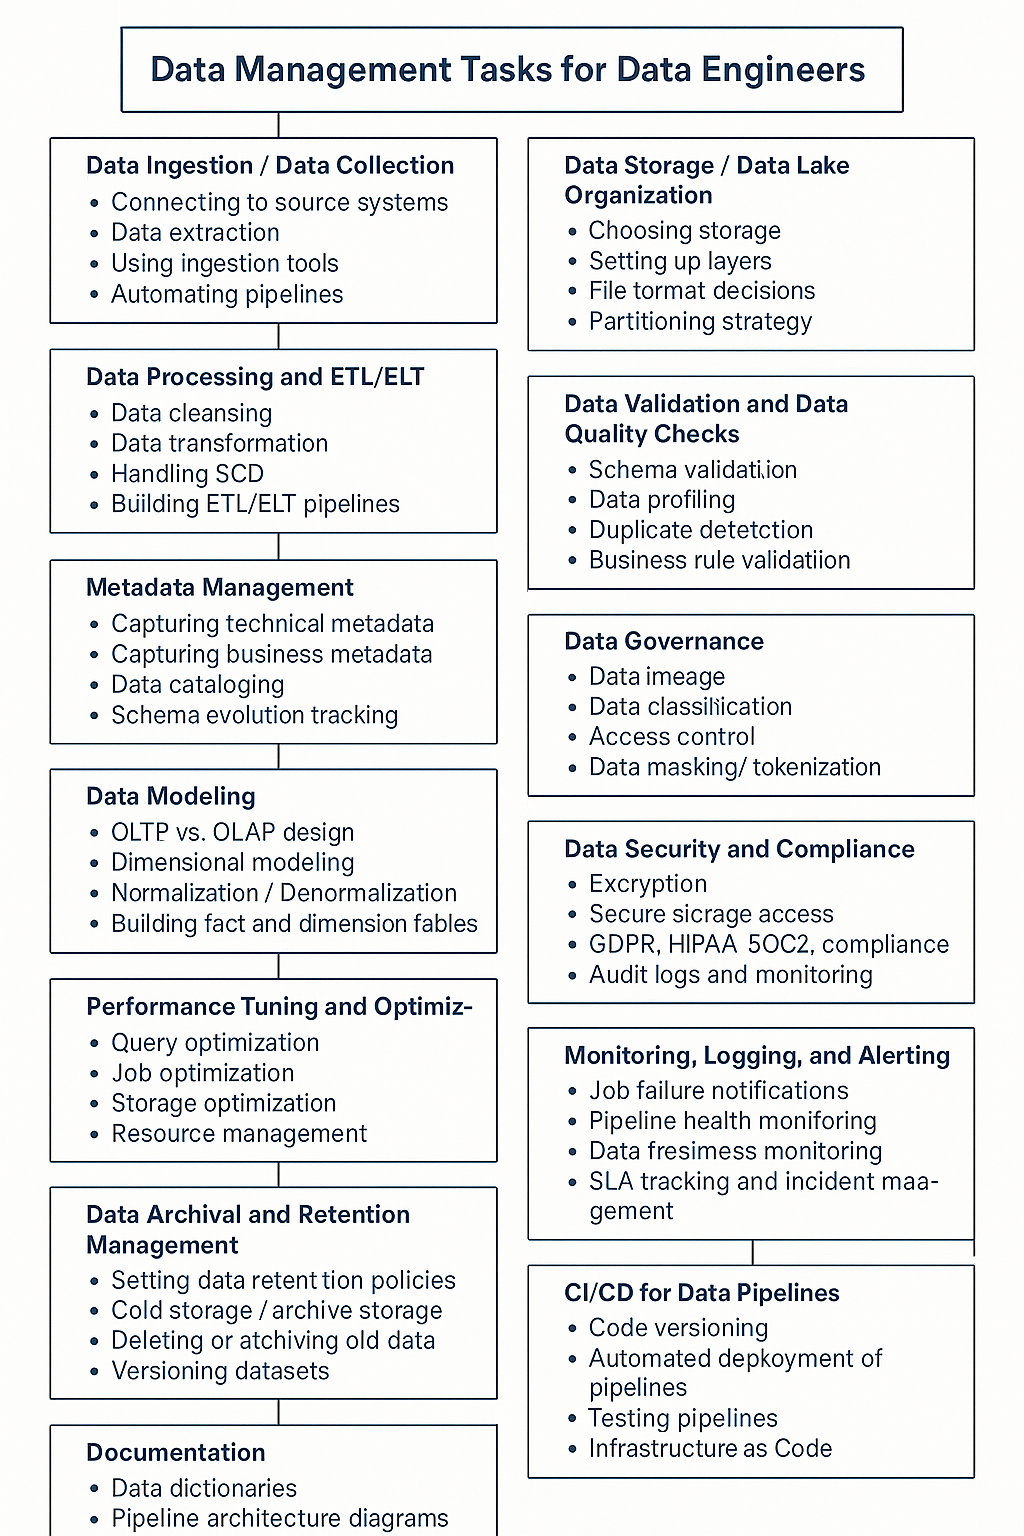 Data Management Tasks for Data Engineers
Data Ingestion / Data Collection
• Connecting to source systems
• Data extraction
• Using ingestion tools
• Automating pipelines
Data Processing and ETL/ELT
• Data cleansing
• Data transformation
• Handling SCD
• Building ETL/ELT pipelines
Metadata Management
• Capturing technical metadata
• Capturing business metadata
• Data cataloging
• Schema evolution tracking
Data Modeling
• OLTP vs. OLAP design
• Dimensional modeling
• Normalization / Denormalization
• Building fact and dimension fables
Performance Tuning and Optimiz-
• Query optimization
• Job optimization
• Storage optimization
• Resource management
Data Archival and Retention
Management
• Setting data retent tion policies
• Cold storage / archive storage
• Deleting or atchiving old data
• Versioning datasets
Documentation
• Data dictionaries
• Pipeline architecture diagrams
Data Storage / Data Lake
Organization
• Choosing storage
• Setting up layers
• File tormat decisions
• Partitioning strategy
Data Validation and Data
Quality Checks
• Schema validatiion
• Data profiling
• Duplicate detetction
• Business rule validatiion
Data Governance
• Data imeage
• Data classification
• Access control
• Data masking/ tokenization
Data Security and Compliance
• Excryption
• Secure sicrage access
• GDPR, HIPAA 5OC2, compliance
• Audit logs and monitoring
Monitoring, Logging, and Alerting
• Job failure notifications
• Pipeline health moniforing
• Data fresimess monitoring
• SLA tracking and incident maa-
gement
CI/CD for Data Pipelines
• Code versioning
• Automated depkoyment of
pipelines
• Testing pipelines
• Infrastructure as Code